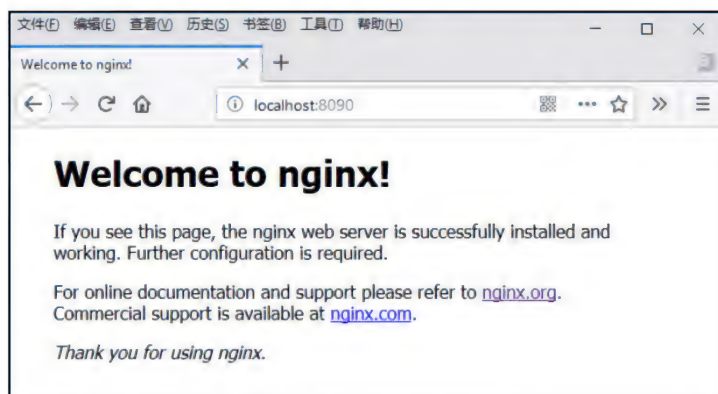 文件(F) 编辑(E) 查看(V) 历史(S) 书签(B) 工具(T) 帮助(H)
Welcome to nginx!
localhost:8090
Welcome to nginx!
If you see this page, the nginx web server is successfully installed and
working. Further configuration is required.
For online documentation and support please refer to nginx.org.
Commercial support is available at nginx.com.
Thank you for using nginx.